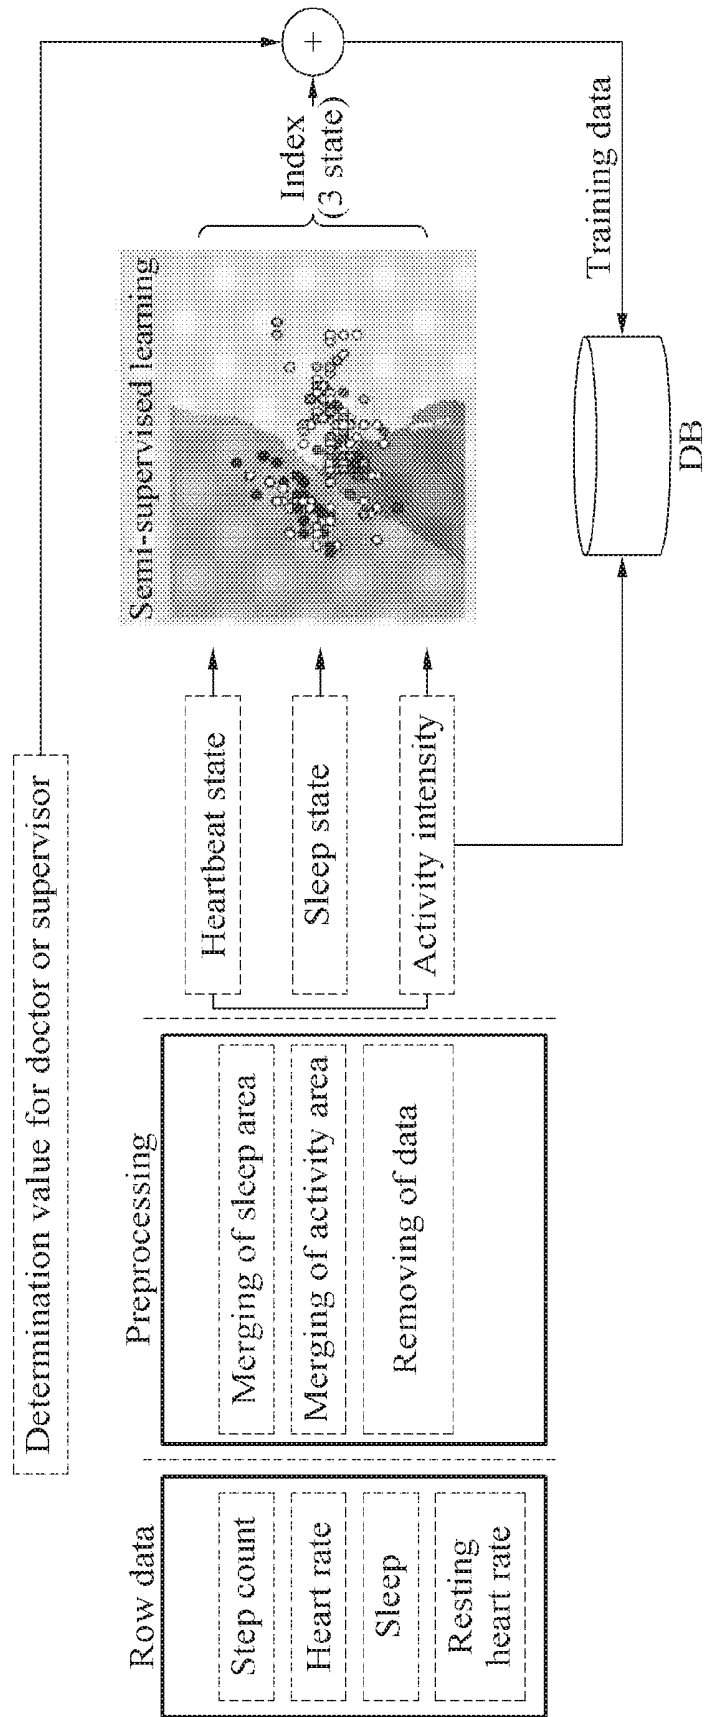 Determination value for doctor or supervisor
Row data
Step count
Heart rate
Sleep
Resting
heart rate
Preprocessing
Merging of sleep area
Merging of activity area
Removing of data
Heartbeat state
Sleep state
Activity intensity
Semi-supervised learning
Index
(3 state)
+
Training data
DB